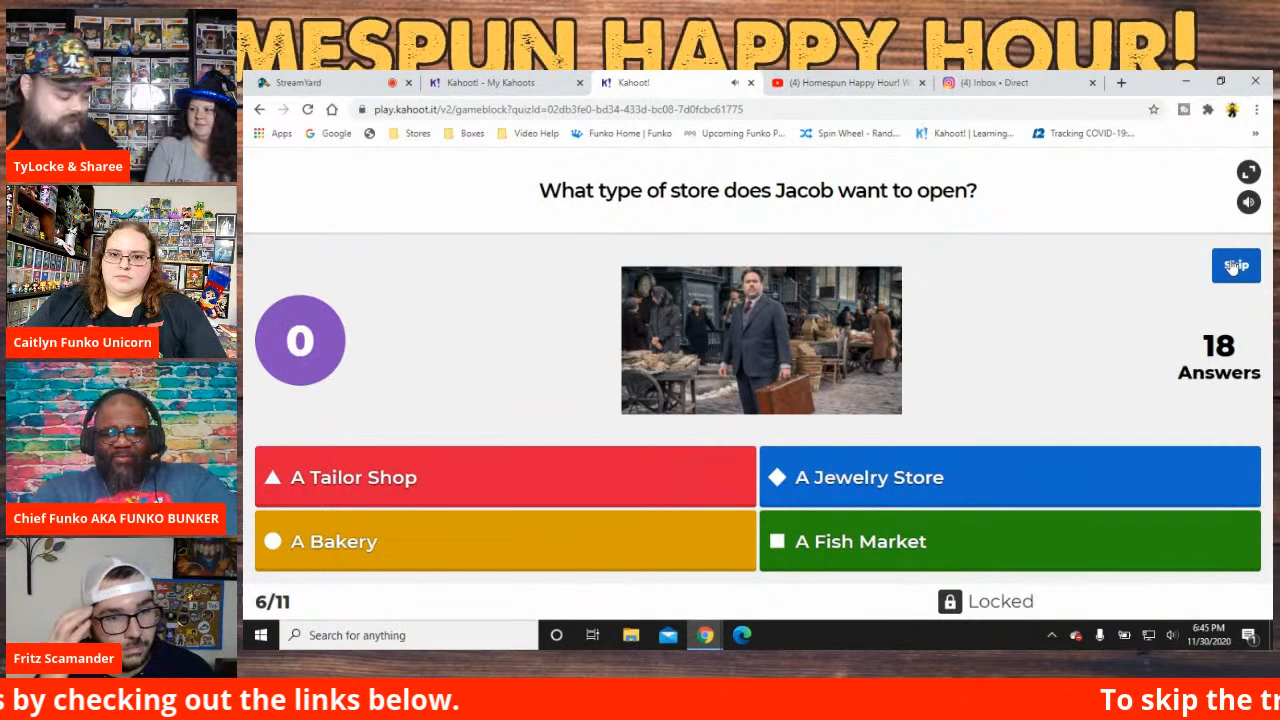 MESPUN HAPPY HOUR!
StreamYard
Kahoot! - My Kahoots
Kahoot!
(4) Homespun Happy Hour! W
(4) Inbox • Direct
play.kahoot.it/v2/gameblock?quizId=02db3fe0-bd34-433d-bc08-7d0fcbc61775
Apps
Google
Stores
Boxes
Video Help
Funko Home | Funko
Upcoming Funko P...
Spin Wheel - Rand...
Kahoot! | Learning...
Tracking COVID-19:...
TyLocke & Sharee
What type of store does Jacob want to open?
Skip
0
18
Answers
Caitlyn Funko Unicorn
A Tailor Shop
A Jewelry Store
A Bakery
A Fish Market
Chief Funko AKA FUNKO BUNKER
6/11
Locked
Search for anything
6:45 PM
11/30/2020
Fritz Scamander
s by checking out the links below.
To skip the tr